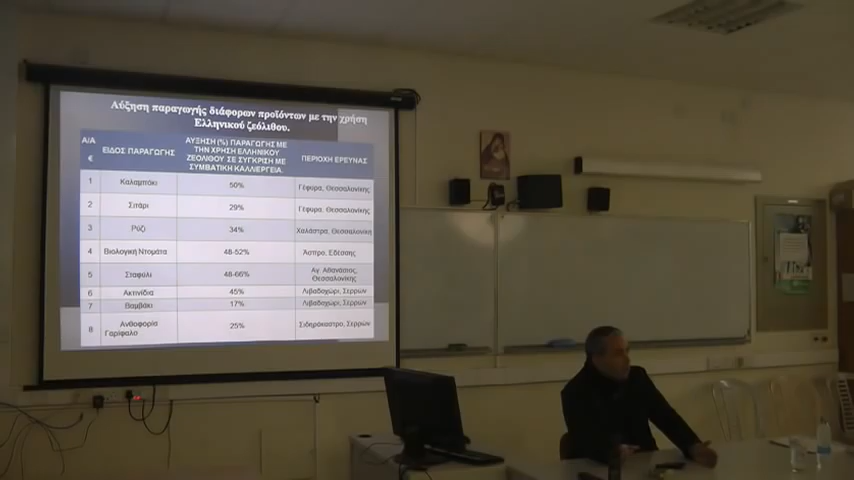 Αύξηση παραγωγής διάφορων προϊόντων με την χρήση
Ελληνικού ζεόλιθου.
Α/Α
€
ΕΙΔΟΣ ΠΑΡΑΓΩΓΗΣ
ΑΥΞΗΣΗ (%) ΠΑΡΑΓΩΓΗΣ ΜΕ
ΤΗΝ ΧΡΗΣΗ ΕΛΛΗΝΙΚΟΥ
ΖΕΟΛΙΘΟΥ ΣΕ ΣΥΓΚΡΙΣΗ ΜΕ
ΣΥΜΒΑΤΙΚΗ ΚΑΛΛΙΕΡΓΕΙΑ.
ΠΕΡΙΟΧΗ ΕΡΕΥΝΑΣ
1 Καλαμπόκι 50% Γέφυρα, Θεσσαλονίκης
2 Σιτάρι 29% Γέφυρα, Θεσσαλονίκης
3 Ρύζι 34% Χαλάστρα, Θεσσαλονίκη
4 Βιολογική Ντομάτα 48-52% Άστρο, Εδέσσης
5 Σταφύλι 48-66% Αγ. Αθανάσιος,
Θεσσαλονίκης
6 Ακτινίδια 45% Λιβαδοχώρι, Σερρών
7 Βαμβάκι 17% Λιβαδοχώρι, Σερρών
8 Ανθοφορία
Γαρίφαλο 25% Σιδηρόκαστρο, Σερρών